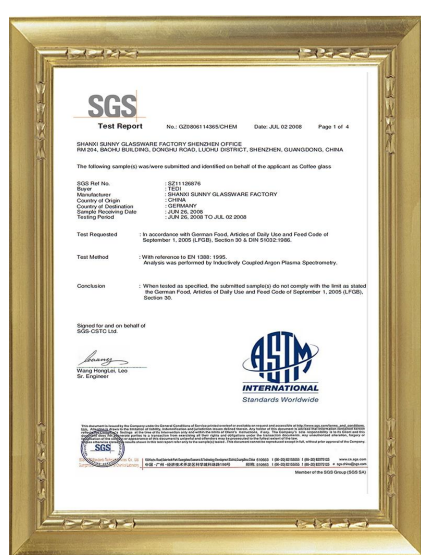 SGS
Test Report No.: GZ0806114365/CHEM Date: JUL 02 2008 Page 1 of 4
SHANXI SUNNY GLASSWARE FACTORY SHENZHEN OFFICE
RM 204, BAOHU BUILDING, DONGHU ROAD, LUOHU DISTRICT, SHENZHEN, GUANGDONG, CHINA
The following sample(s) was/were submitted and identified on behalf of the applicant as Coffee glass
SGS Ref No. : SZ11126876
Buyer : TEDI
Manufacturer : SHANXI SUNNY GLASSWARE FACTORY
Country of Origin : CHINA
Country of Destination : GERMANY
Sample Receiving Date : JUN 26, 2008
Testing Period : JUN 26, 2008 TO JUL 02 2008
Test Requested : In accordance with German Food, Articles of Daily Use and Feed Code of
September 1, 2005 (LFGB), Section 30 & DIN 51032:1986.
Test Method : With reference to EN 1388: 1995.
Analysis was performed by Inductively Coupled Argon Plasma Spectrometry.
Conclusion : When tested as specified, the submitted sample(s) do not comply with the limit as stated
the German Food, Articles of Daily Use and Feed Code of September 1, 2005 (LFGB),
Section 30.
Signed for and on behalf of
SGS-CSTC Ltd.
Wang HongLei, Leo
Sr. Engineer
ASTM
INTERNATIONAL
Standards Worldwide
SGS
Member of the SGS Group (SGS SA)